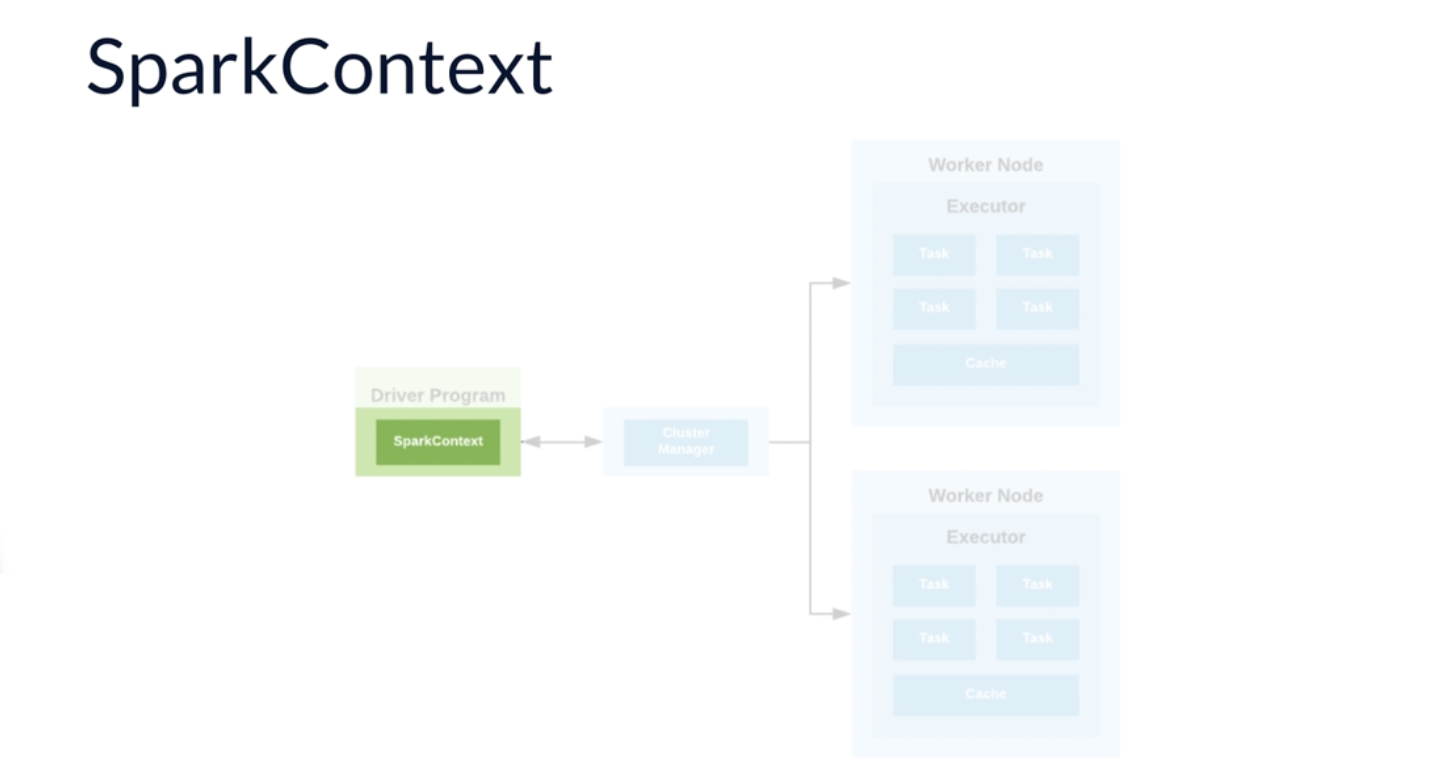 SparkContext
Driver Program
SparkContext
Cluster
Manager
Worker Node
Executor
Task Task
Task Task
Cache
Worker Node
Executor
Task Task
Task Task
Cache